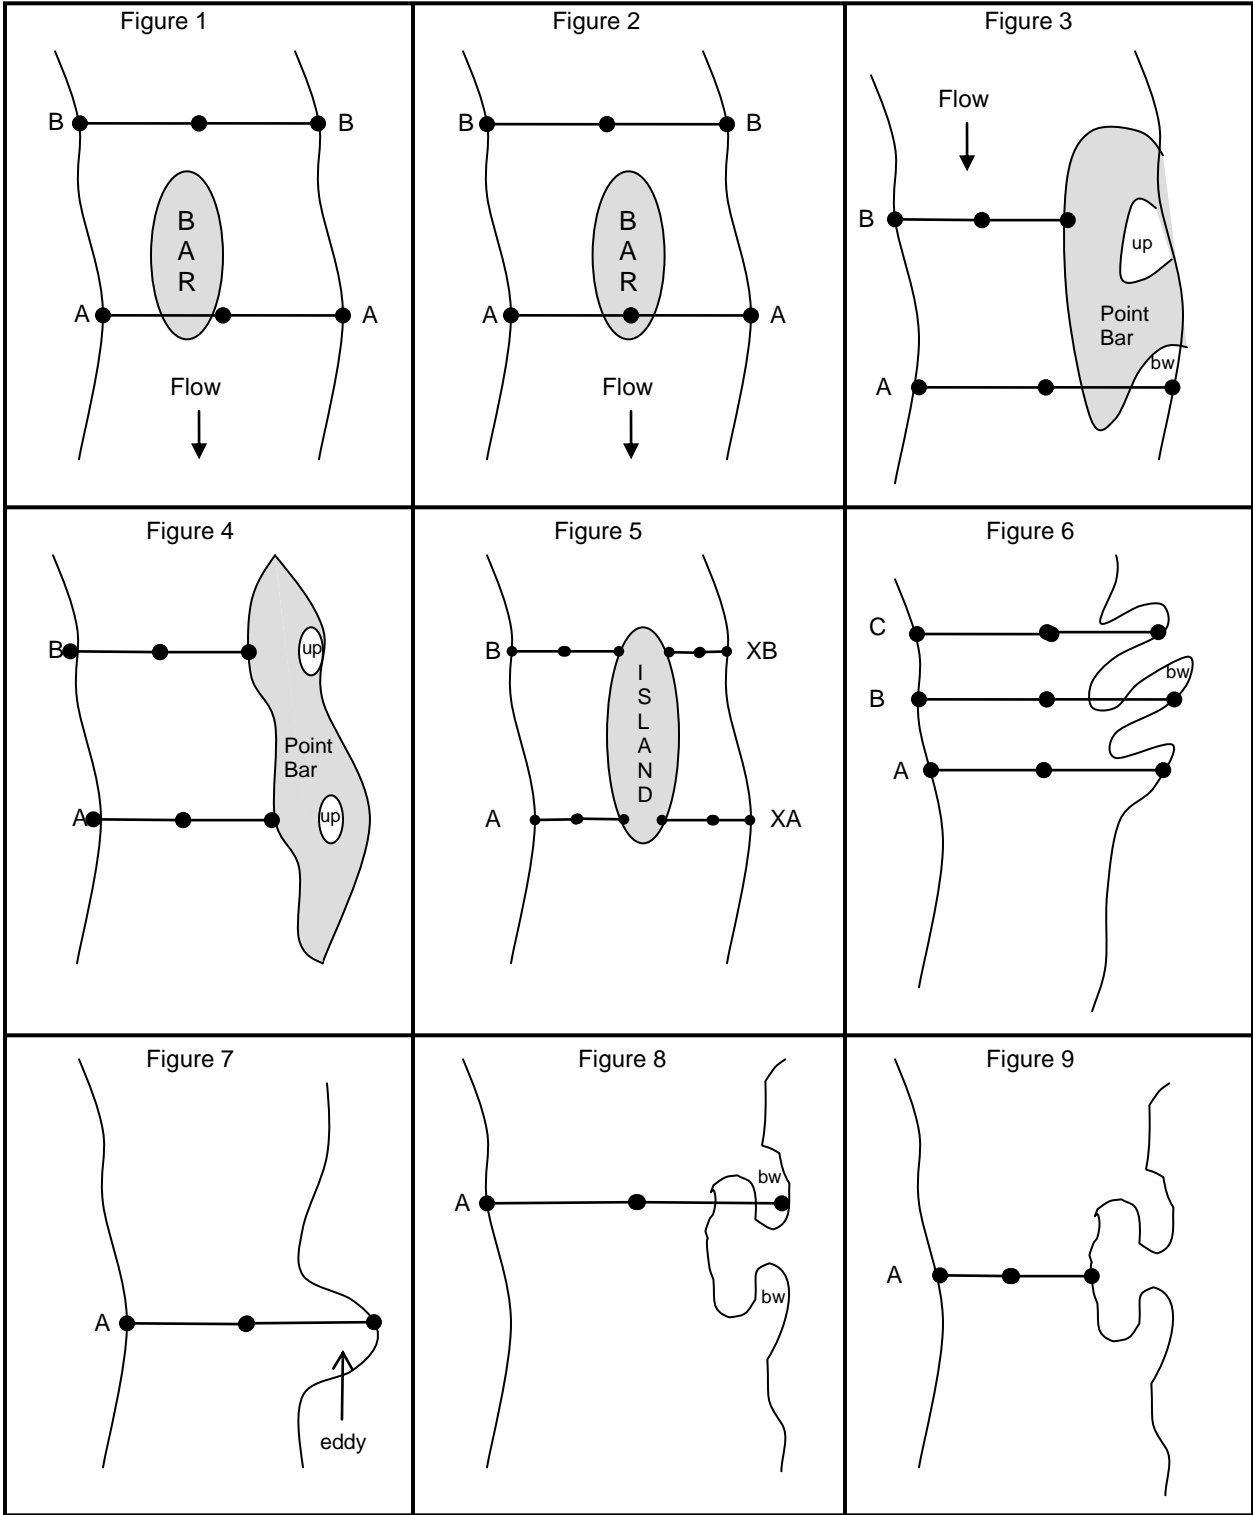 Figure 1
B B
B
A
R
A A
Flow
Figure 2
B B
B
A
R
A A
Flow
Figure 3
Flow
B
up
Point
Bar
bw
A
Figure 4
B
up
Point
Bar
A
up
Figure 5
B XB
I
S
L
A
N
D
A XA
Figure 6
C
bw
B
A
Figure 7
A
eddy
Figure 8
bw
A
bw
Figure 9
A